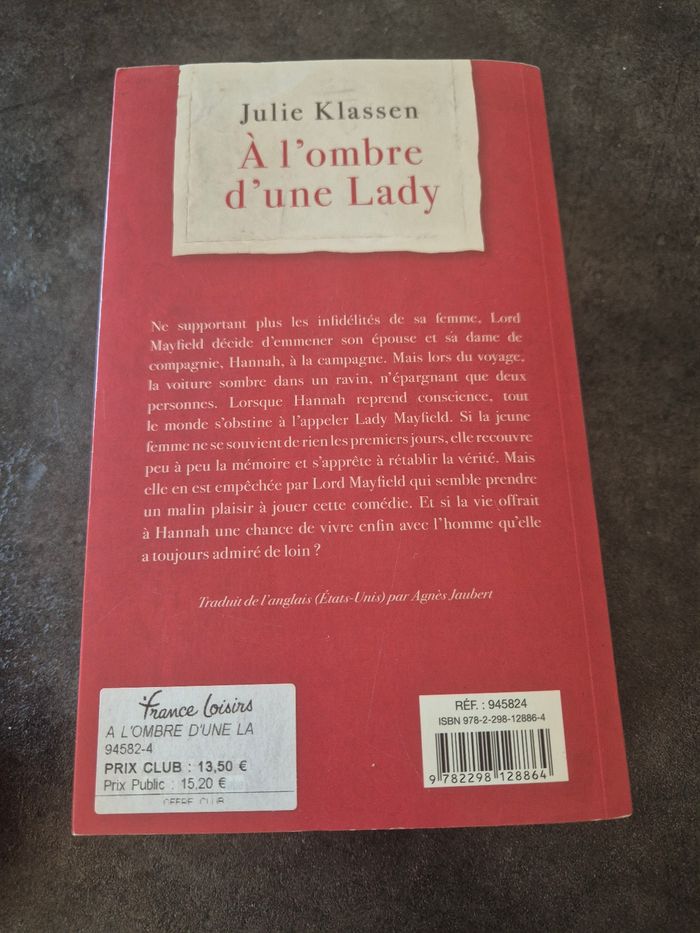 Julie Klassen
À l'ombre
d'une Lady
Ne supportant plus les infidélités de sa femme, Lord
Mayfield décide d'emmener son épouse et sa dame de
compagnie, Hannah, à la campagne. Mais lors du voyage,
la voiture sombre dans un ravin, n'épargnant que deux
personnes. Lorsque Hannah reprend conscience, tout
le monde s'obstine à l'appeler Lady Mayfield. Si la jeune
femme ne se souvient de rien les premiers jours, elle recouvre
peu à peu la mémoire et s'apprête à rétablir la vérité. Mais
elle en est empêchée par Lord Mayfield qui semble prendre
un malin plaisir à jouer cette comédie. Et si la vie offrait
à Hannah une chance de vivre enfin avec l'homme qu'elle
a toujours admiré de loin ?
Traduit de l'anglais (États-Unis) par Agnès Jaubert
France Loisirs
A L'OMBRE D'UNE LA
94582-4
PRIX CLUB : 13,50 €
Prix Public : 15,20 €
OFFRE CLUB
RÉF. : 945824
ISBN 978-2-298-12886-4
9 782298 128864